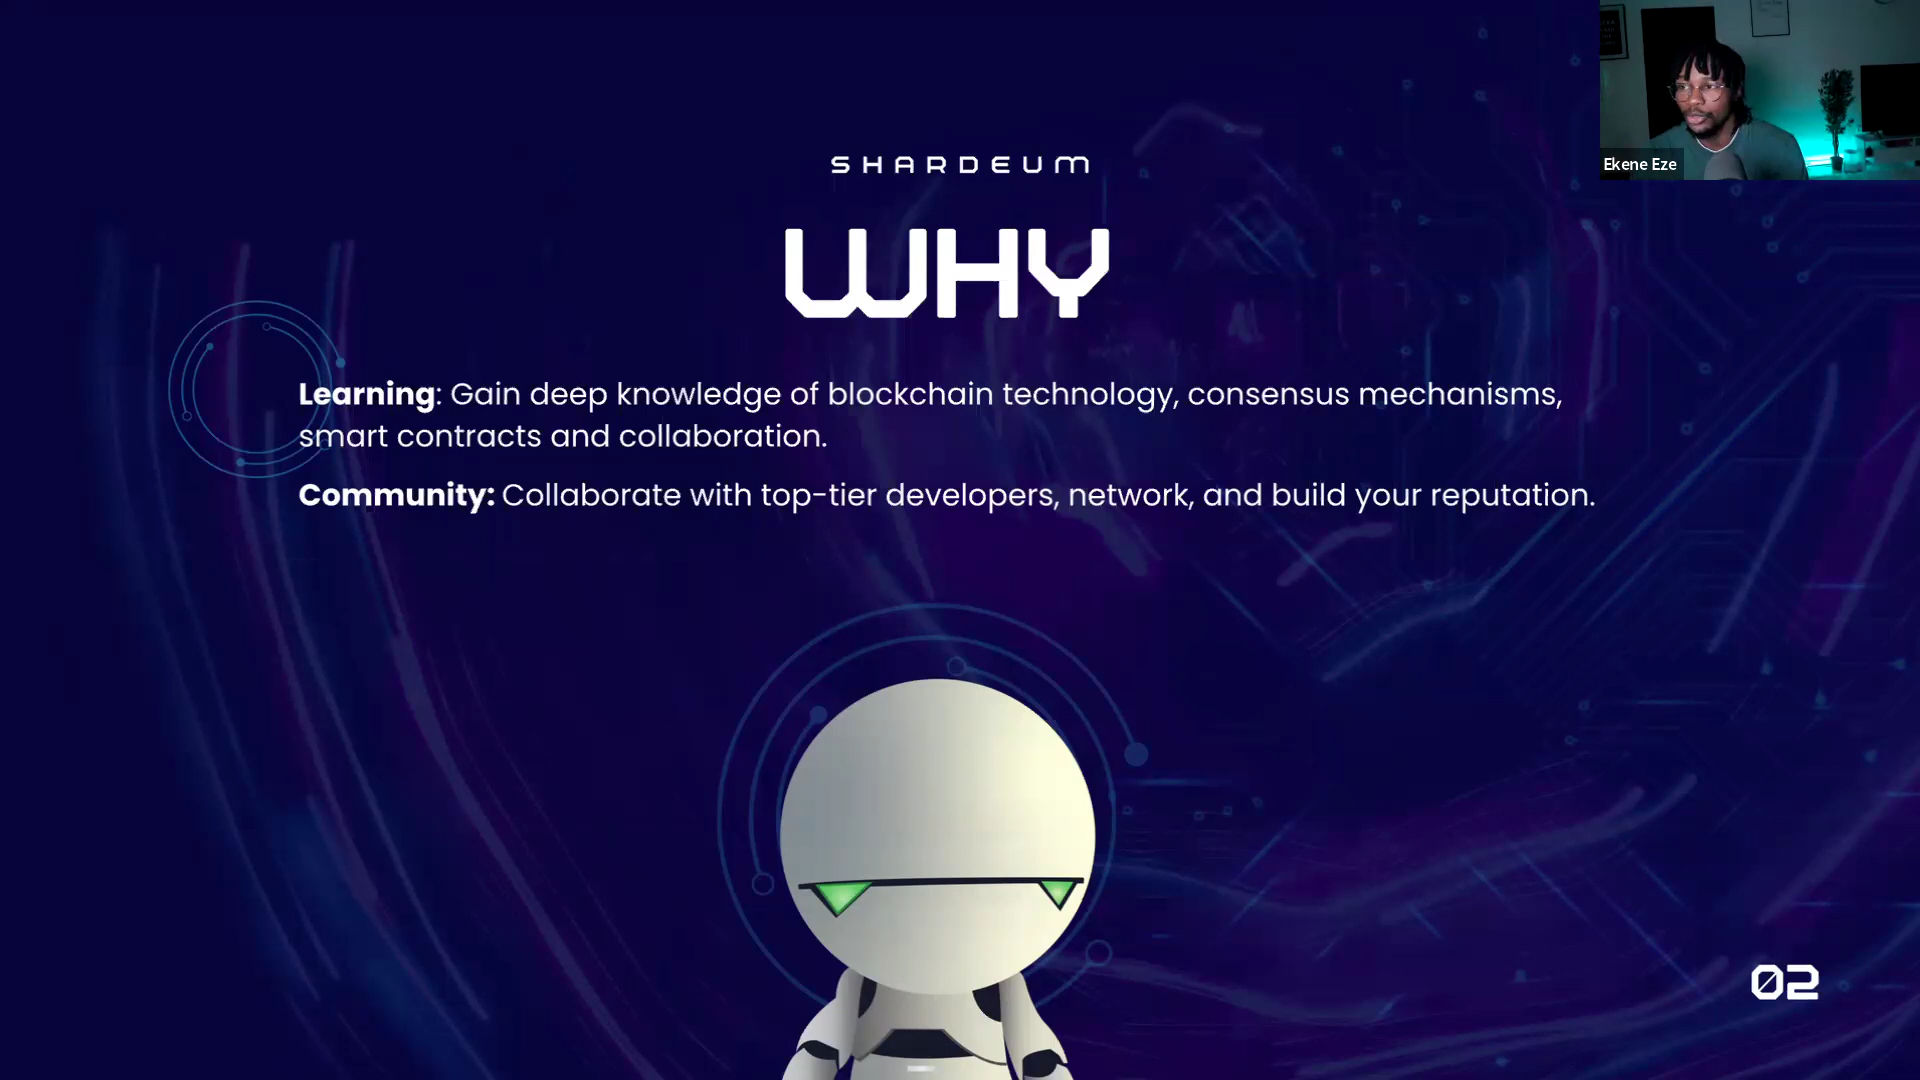 Ekene Eze
SHARDEUM
WHY
Learning: Gain deep knowledge of blockchain technology, consensus mechanisms,
smart contracts and collaboration.
Community: Collaborate with top-tier developers, network, and build your reputation.
02